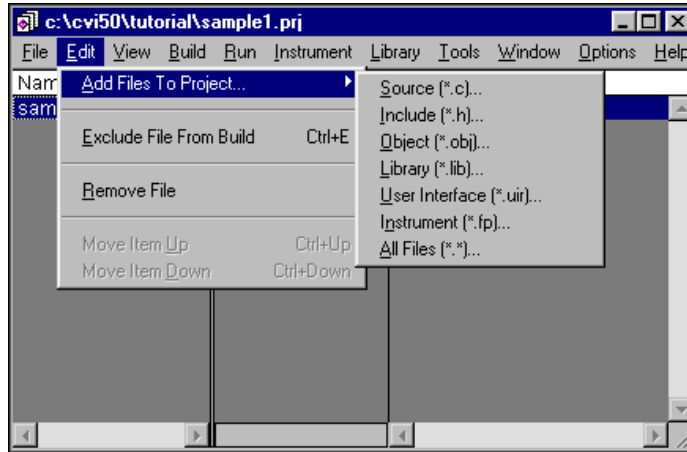 c:\cvi50\tutorial\sample1.prj
File Edit View Build Run Instrument Library Tools Window Options Help
Nam
sam
Add Files To Project...
Exclude File From Build Ctrl+E
Remove File
Move Item Up Ctrl+Up
Move Item Down Ctrl+Down
Source (*.c)...
Include (*.h)...
Object (*.obj)...
Library (*.lib)...
User Interface (*.uir)...
Instrument (*.fp)...
All Files (*.*)...